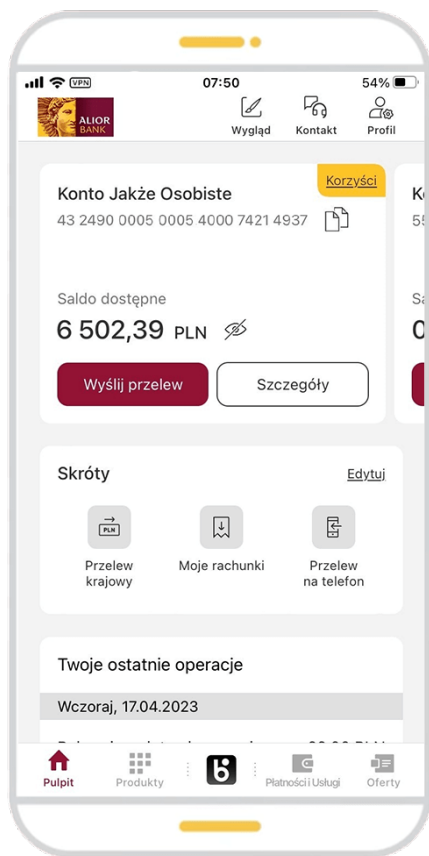 VPN
07:50
54%
ALIOR
BANK
Wygląd
Kontakt
Profil
Korzyści
Konto Jakże Osobiste
43 2490 0005 0005 4000 7421 4937
Saldo dostępne
6 502,39 PLN
Wyślij przelew
Szczegóły
Skróty
Edytuj
PLN
Przelew
krajowy
Moje rachunki
Przelew
na telefon
Twoje ostatnie operacje
Wczoraj, 17.04.2023
Pulpit
Produkty
Płatności i Usługi
Oferty